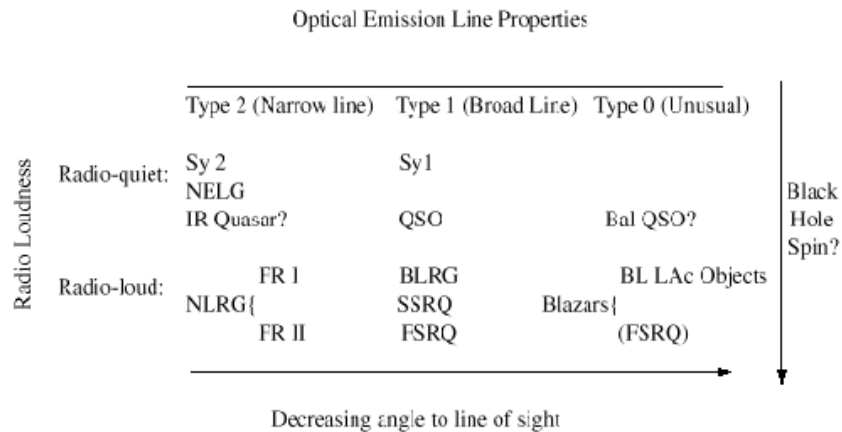 Optical Emission Line Properties
Type 2 (Narrow line) Type 1 (Broad Line) Type 0 (Unusual)
Radio Loudness
Radio-quiet:
Sy 2 Sy1
NELG
IR Quasar? QSO Bal QSO?
Radio-loud:
FR I BLRG BL LAc Objects
NLRG{ SSRQ Blazars{
FR II FSRQ (FSRQ)
Black
Hole
Spin?
Decreasing angle to line of sight